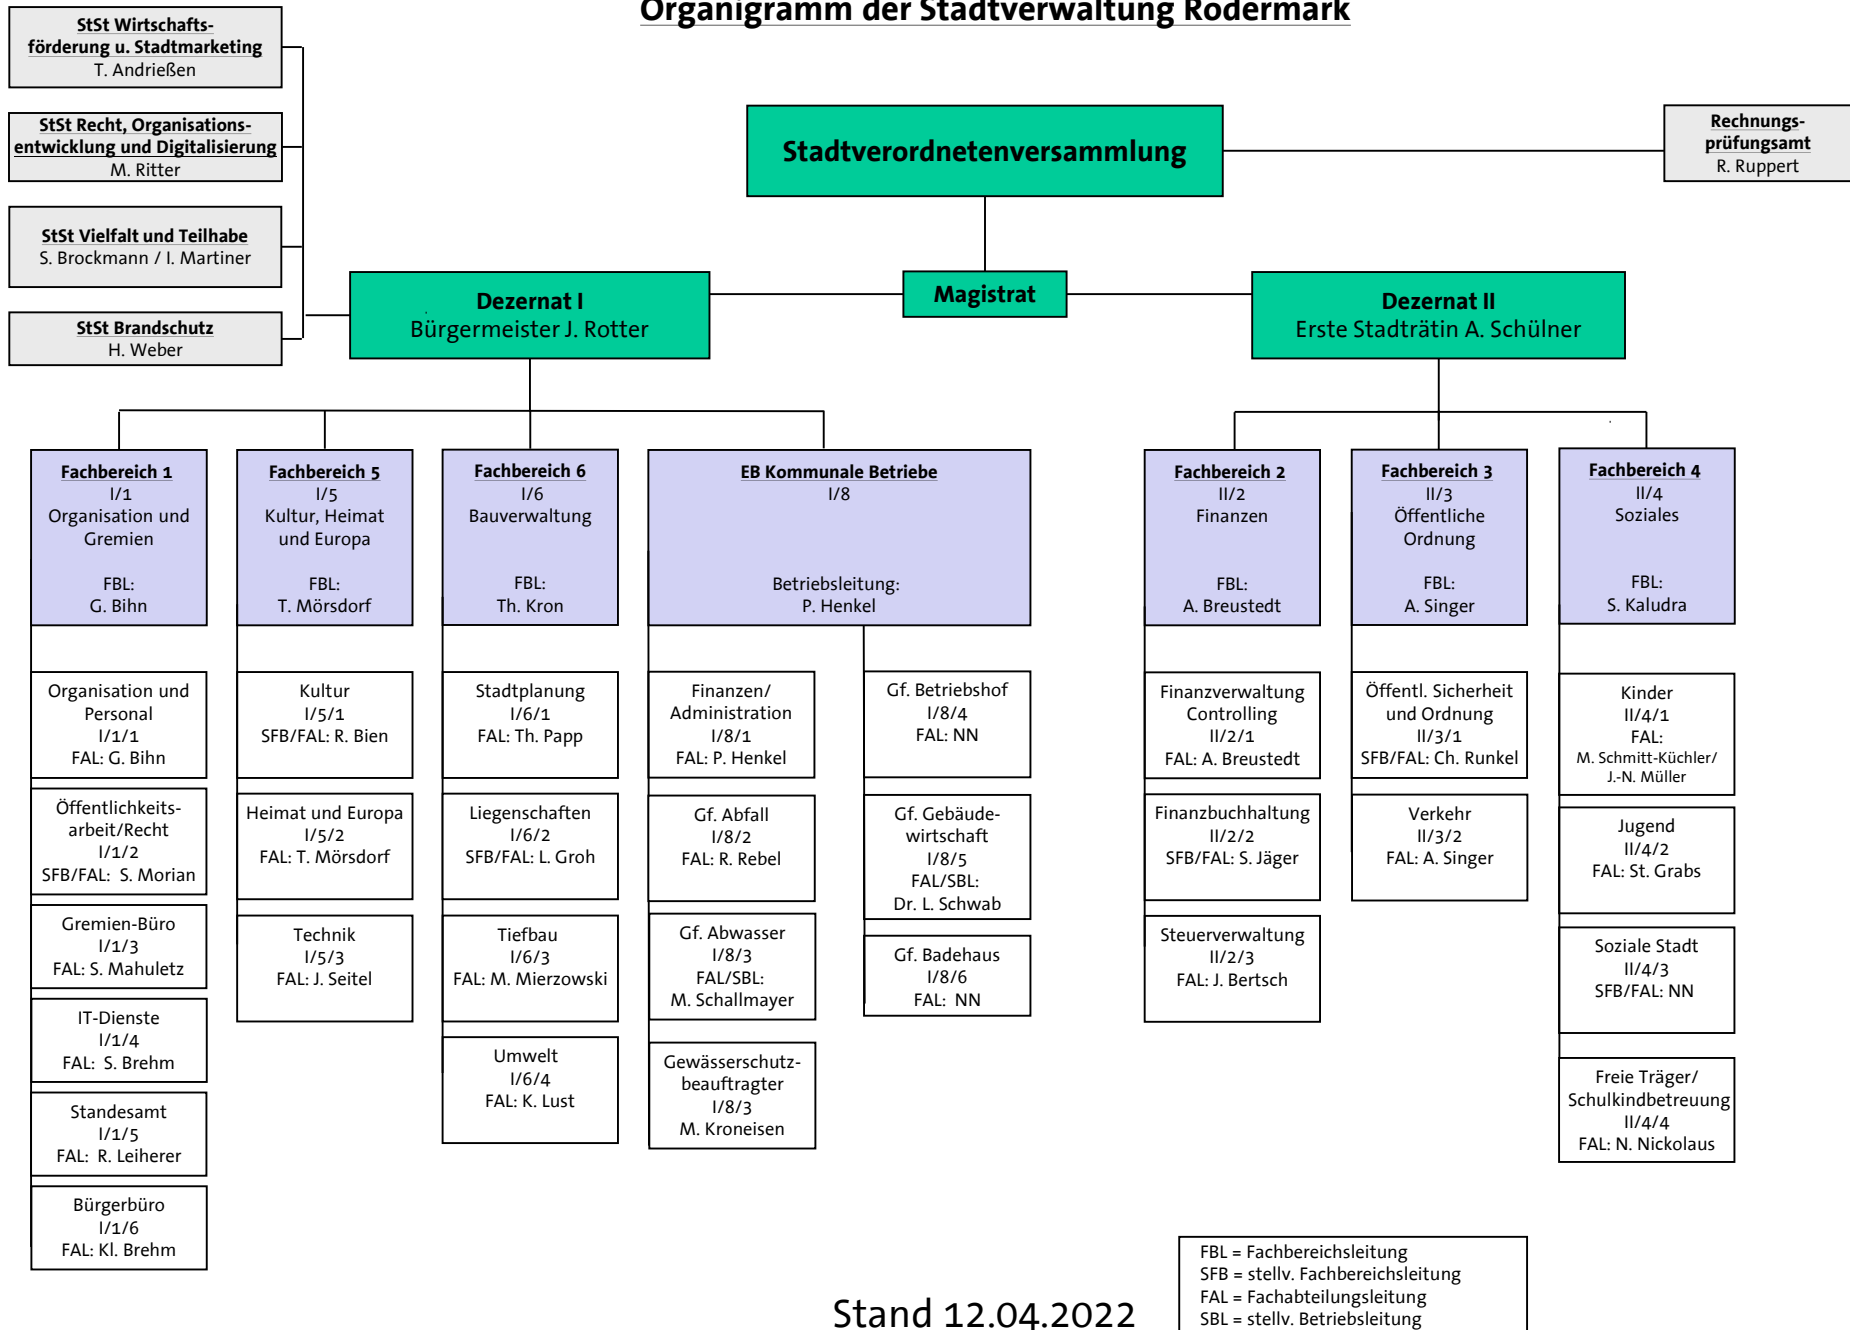 Organigramm der Stadtverwaltung Rödermark
StSt Wirtschafts-
förderung u. Stadtmarketing
T. Andrießen
StSt Recht, Organisations-
entwicklung und Digitalisierung
M. Ritter
StSt Vielfalt und Teilhabe
S. Brockmann / I. Martiner
StSt Brandschutz
H. Weber
Stadtverordnetenversammlung
Rechnungs-
prüfungsamt
R. Ruppert
Magistrat
Dezernat I
Bürgermeister J. Rotter
Dezernat II
Erste Stadträtin A. Schülner
Fachbereich 1
I/1
Organisation und
Gremien
FBL:
G. Bihn
Organisation und
Personal
I/1/1
FAL: G. Bihn
Öffentlichkeits-
arbeit/Recht
I/1/2
SFB/FAL: S. Morian
Gremien-Büro
I/1/3
FAL: S. Mahuletz
IT-Dienste
I/1/4
FAL: S. Brehm
Standesamt
I/1/5
FAL: R. Leiherer
Bürgerbüro
I/1/6
FAL: Kl. Brehm
Fachbereich 5
I/5
Kultur, Heimat
und Europa
FBL:
T. Mörsdorf
Kultur
I/5/1
SFB/FAL: R. Bien
Heimat und Europa
I/5/2
FAL: T. Mörsdorf
Technik
I/5/3
FAL: J. Seitel
Fachbereich 6
I/6
Bauverwaltung
FBL:
Th. Kron
Stadtplanung
I/6/1
FAL: Th. Papp
Liegenschaften
I/6/2
SFB/FAL: L. Groh
Tiefbau
I/6/3
FAL: M. Mierzowski
Umwelt
I/6/4
FAL: K. Lust
EB Kommunale Betriebe
I/8
Betriebsleitung:
P. Henkel
Finanzen/
Administration
I/8/1
FAL: P. Henkel
Gf. Abfall
I/8/2
FAL: R. Rebel
Gf. Abwasser
I/8/3
FAL/SBL:
M. Schallmayer
Gewässerschutz-
beauftragter
I/8/3
M. Kroneisen
Gf. Betriebshof
I/8/4
FAL: NN
Gf. Gebäude-
wirtschaft
I/8/5
FAL/SBL:
Dr. L. Schwab
Gf. Badehaus
I/8/6
FAL: NN
Fachbereich 2
II/2
Finanzen
FBL:
A. Breustedt
Finanzverwaltung
Controlling
II/2/1
FAL: A. Breustedt
Finanzbuchhaltung
II/2/2
SFB/FAL: S. Jäger
Steuerverwaltung
II/2/3
FAL: J. Bertsch
Fachbereich 3
II/3
Öffentliche
Ordnung
FBL:
A. Singer
Öffentl. Sicherheit
und Ordnung
II/3/1
SFB/FAL: Ch. Runkel
Verkehr
II/3/2
FAL: A. Singer
Fachbereich 4
II/4
Soziales
FBL:
S. Kaludra
Kinder
II/4/1
FAL:
M. Schmitt-Küchler/
J.-N. Müller
Jugend
II/4/2
FAL: St. Grabs
Soziale Stadt
II/4/3
SFB/FAL: NN
Freie Träger/
Schulkindbetreuung
II/4/4
FAL: N. Nickolaus
Stand 12.04.2022
FBL = Fachbereichsleitung
SFB = stellv. Fachbereichsleitung
FAL = Fachabteilungsleitung
SBL = stellv. Betriebsleitung